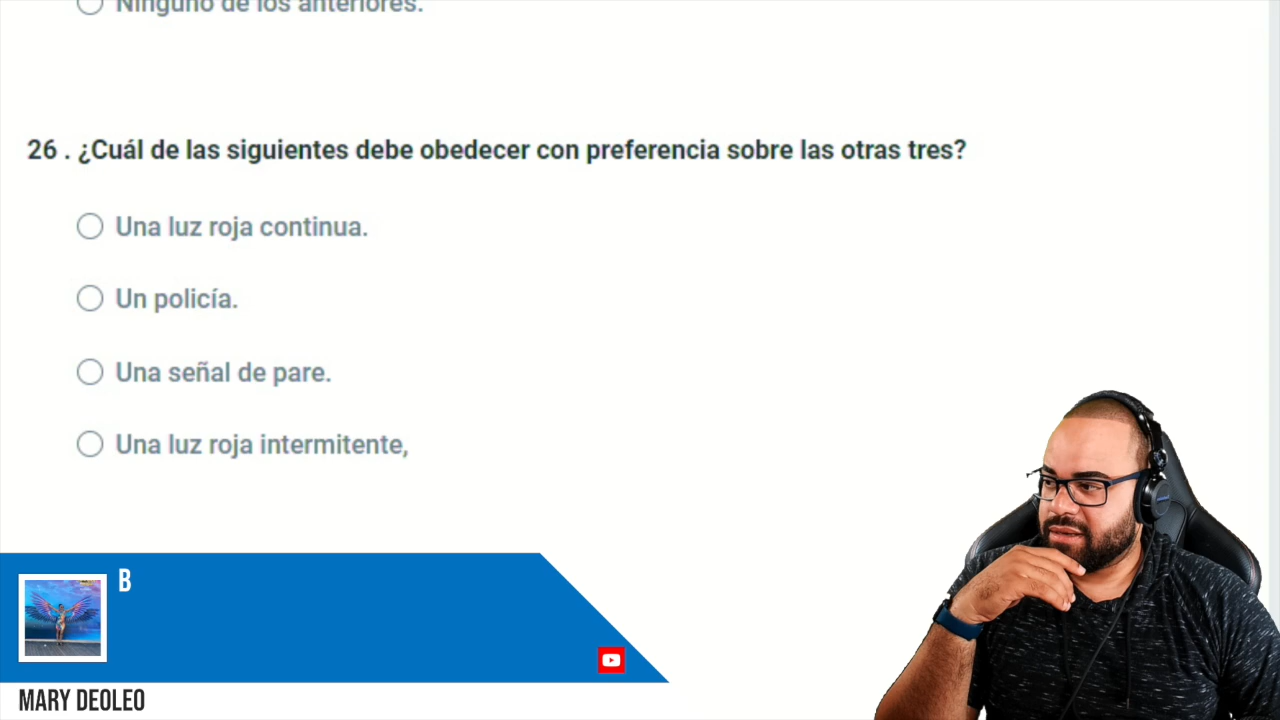 Ninguno de los anteriores.
26 . ¿Cuál de las siguientes debe obedecer con preferencia sobre las otras tres?
Una luz roja continua.
Un policía.
Una señal de pare.
Una luz roja intermitente,
B
MARY DEOLEO